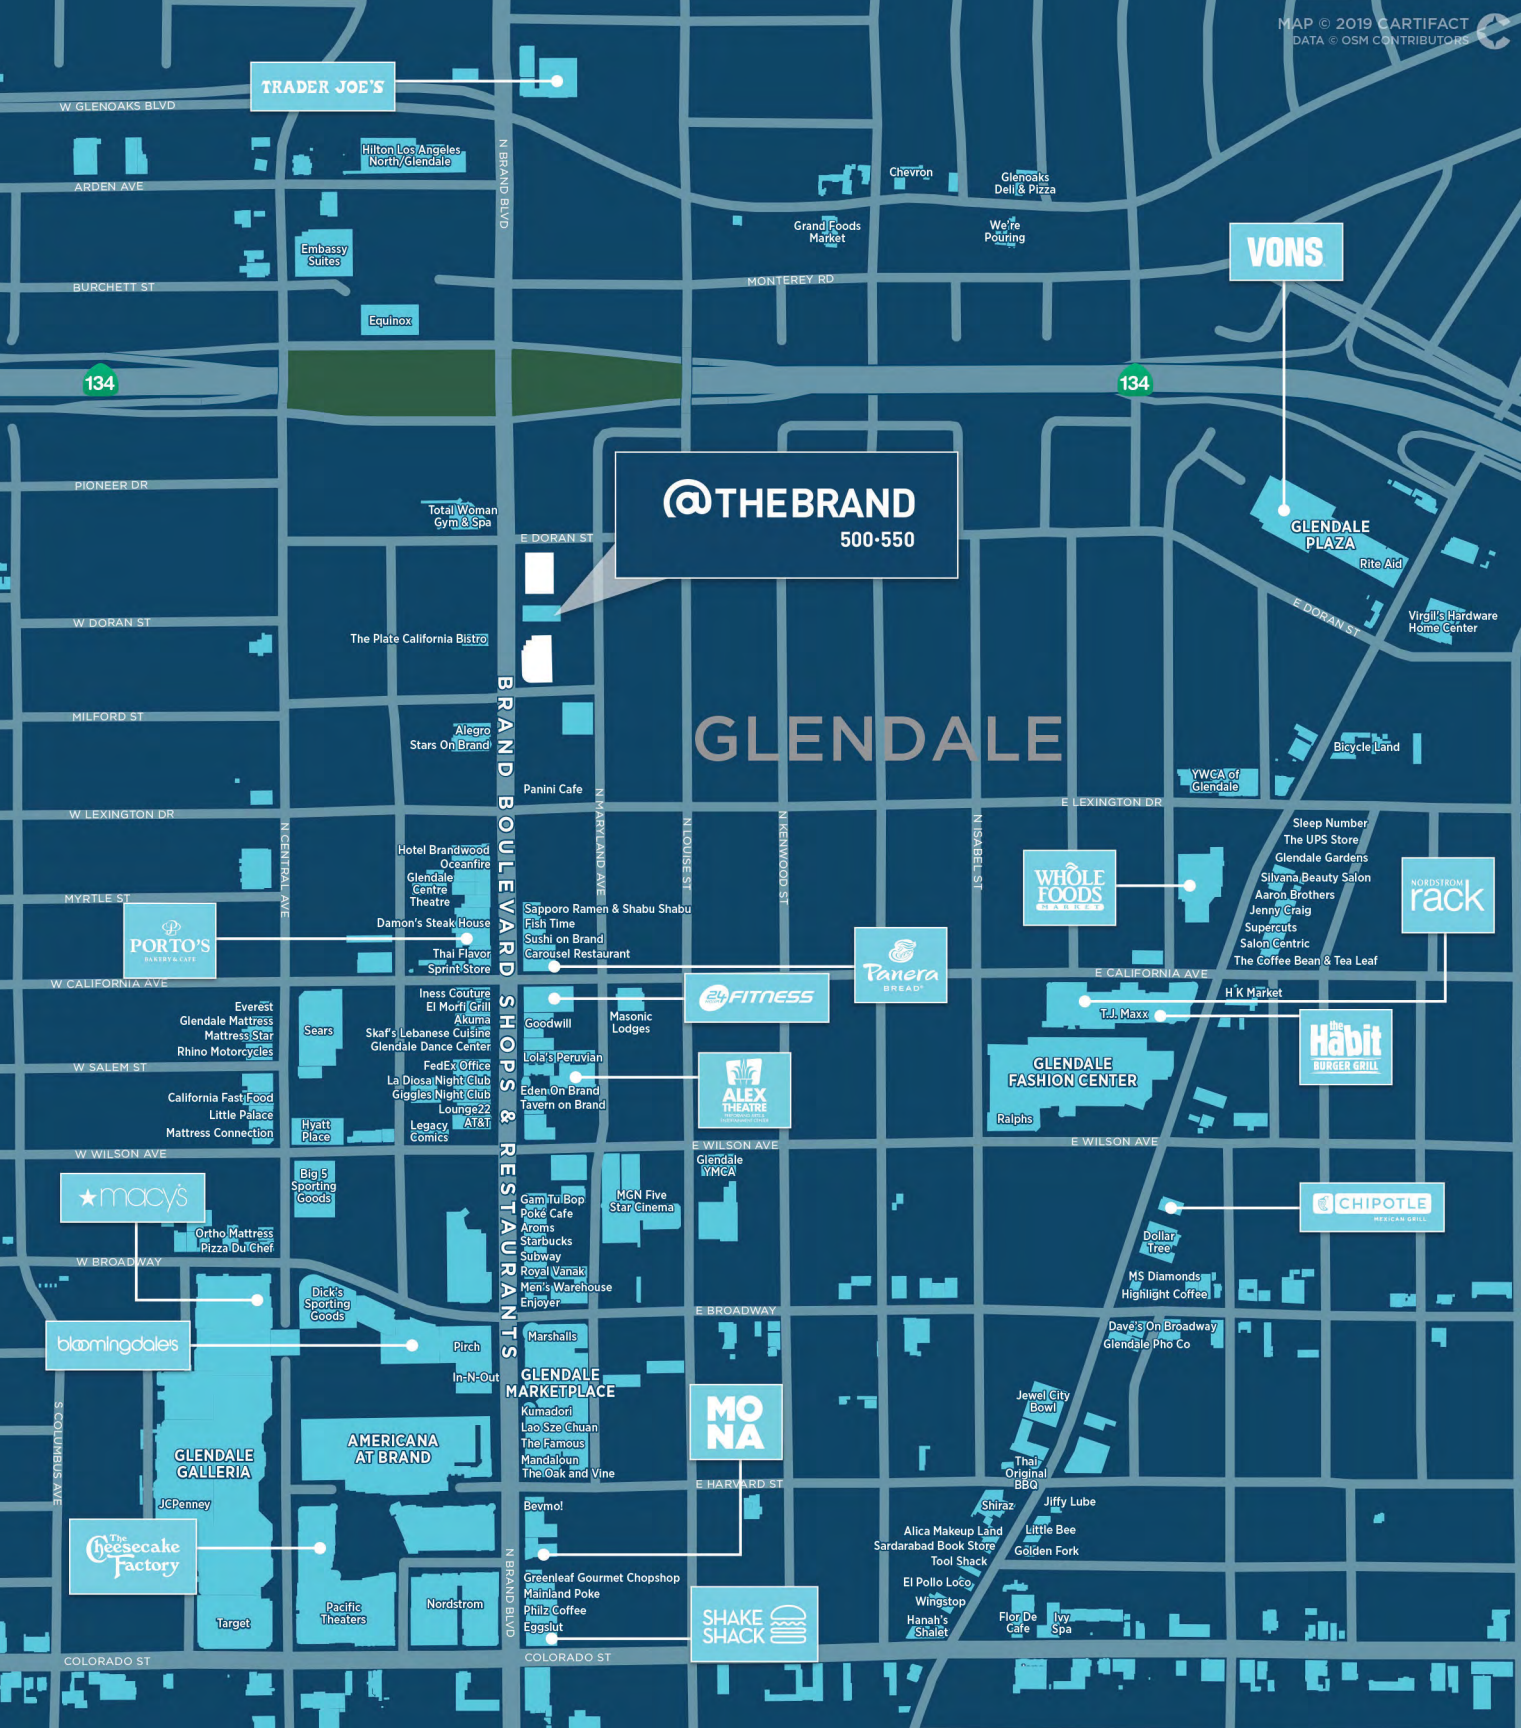 MAP © 2019 CARTIFACT
DATA © OSM CONTRIBUTORS
TRADER JOE'S
W GLENOAKS BLVD
N BRAND BLVD
Hilton Los Angeles
North/Glendale
ARDEN AVE
Chevron
Glenoaks
Deli & Pizza
Grand Foods
Market
We're
Pouring
VONS
Embassy
Suites
BURCHETT ST
MONTEREY RD
Equinox
134
134
PIONEER DR
Total Woman
Gym & Spa
@THEBRAND
500•550
E DORAN ST
GLENDALE
PLAZA
Rite Aid
E DORAN ST
Virgil's Hardware
Home Center
W DORAN ST
The Plate California Bistro
BRAND BOULEVARD SHOPS & RESTAURANTS
MILFORD ST
Alegro
Stars On Brand
GLENDALE
Bicycle Land
YWCA of
Glendale
Panini Cafe
W LEXINGTON DR
E LEXINGTON DR
N CENTRAL AVE
N MARYLAND AVE
N LOUISE ST
N KENWOOD ST
N ISABEL ST
Sleep Number
The UPS Store
Glendale Gardens
Silvana Beauty Salon
Aaron Brothers
Jenny Craig
Supercuts
Salon Centric
The Coffee Bean & Tea Leaf
WHOLE
FOODS
MARKET
NORDSTROM
rack
Hotel Brandwood
Oceanfire
Glendale
Centre
Theatre
Damon's Steak House
Thai Flavor
Sprint Store
MYRTLE ST
PORTO'S
BAKERY & CAFE
Sapporo Ramen & Shabu Shabu
Fish Time
Sushi on Brand
Carousel Restaurant
Panera
BREAD®
W CALIFORNIA AVE
E CALIFORNIA AVE
H K Market
T.J. Maxx
24
FITNESS
Masonic
Lodges
Goodwill
Iness Couture
El Morfi Grill
Akuma
Skaf's Lebanese Cuisine
Glendale Dance Center
FedEx Office
La Diosa Night Club
Giggles Night Club
Lounge22
AT&T
Legacy
Comics
Everest
Glendale Mattress
Mattress Star
Rhino Motorcycles
Sears
the
Habit
BURGER GRILL
Lola's Peruvian
Eden On Brand
Tavern on Brand
ALEX
THEATRE
GLENDALE
FASHION CENTER
Ralphs
W SALEM ST
California Fast Food
Little Palace
Mattress Connection
Hyatt
Place
W WILSON AVE
E WILSON AVE
E WILSON AVE
Glendale
YMCA
macy's
Big 5
Sporting
Goods
Ortho Mattress
Pizza Du Chef
Gam Tu Bop
Poké Cafe
Aroms
Starbucks
Subway
Royal Vanak
Men's Warehouse
Enjoyer
MGN Five
Star Cinema
CHIPOTLE
MEXICAN GRILL
Dollar
Tree
MS Diamonds
Highlight Coffee
W BROADWAY
E BROADWAY
Dave's On Broadway
Glendale Pho Co
Dick's
Sporting
Goods
bloomingdale's
Pirch
In-N-Out
Marshalls
GLENDALE
MARKETPLACE
Kumadori
Lao Sze Chuan
The Famous
Mandaloun
The Oak and Vine
MO
NA
Jewel City
Bowl
S COLUMBUS AVE
GLENDALE
GALLERIA
AMERICANA
AT BRAND
Thai
Original
BBQ
E HARVARD ST
JCPenney
Bevmo!
Shiraz
Jiffy Lube
Alica Makeup Land
Sardarabad Book Store
Tool Shack
Little Bee
Golden Fork
The
Cheesecake
Factory
N BRAND BLVD
Greenleaf Gourmet Chopshop
Mainland Poke
Philz Coffee
Eggslut
El Pollo Loco
Wingstop
Hanah's
Shalet
Flor De
Cafe
Ivy
Spa
SHAKE
SHACK
Target
Pacific
Theaters
Nordstrom
COLORADO ST
COLORADO ST